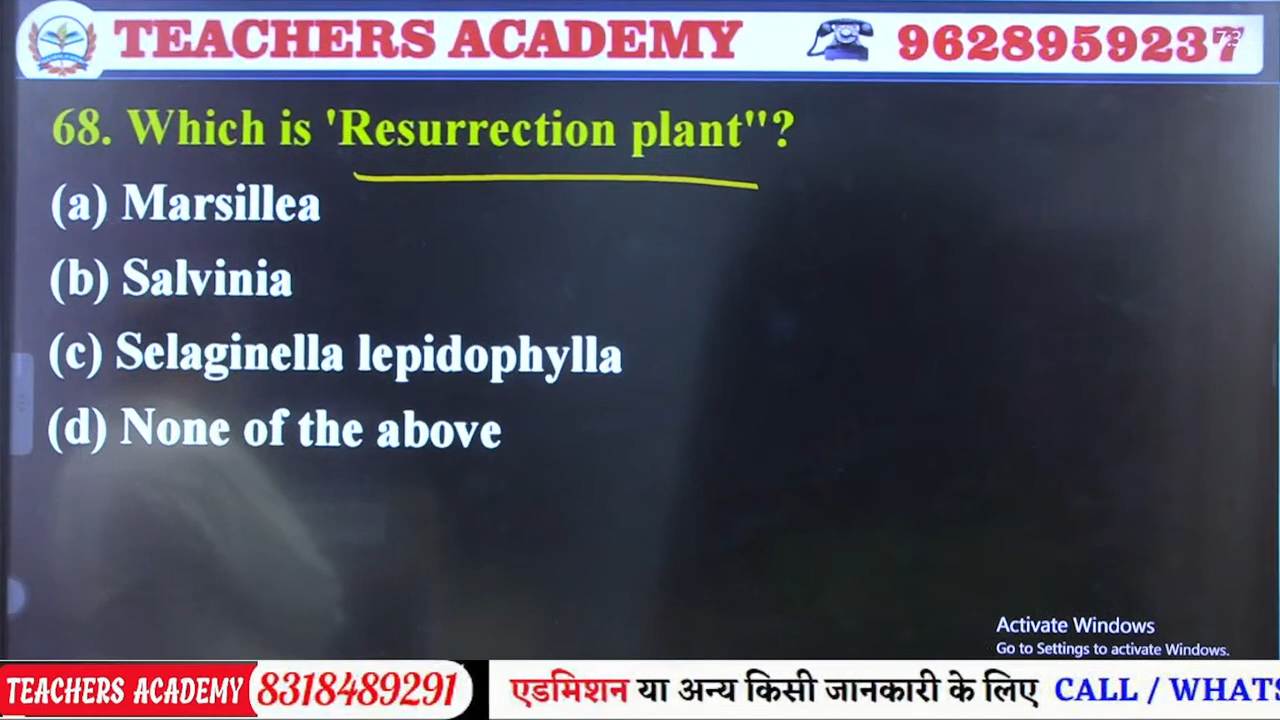 TEACHERS ACADEMY
9628959237
68. Which is 'Resurrection plant"?
(a) Marsillea
(b) Salvinia
(c) Selaginella lepidophylla
(d) None of the above
Activate Windows
Go to Settings to activate Windows.
TEACHERS ACADEMY 8318489291 एडमिशन या अन्य किसी जानकारी के लिए CALL / WHATS